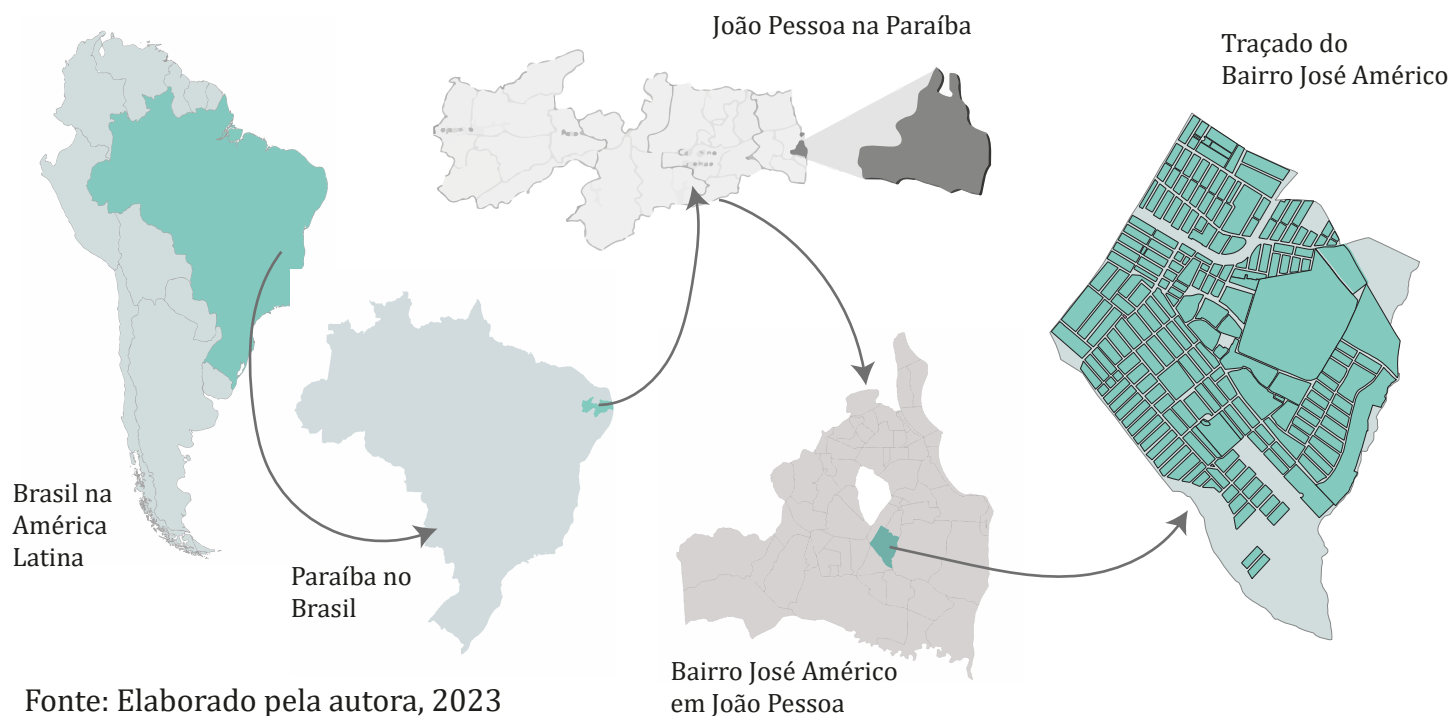 João Pessoa na Paraíba
Traçado do
Bairro José Américo
Brasil na
América
Latina
Paraíba no
Brasil
Bairro José Américo
em João Pessoa
Fonte: Elaborado pela autora, 2023